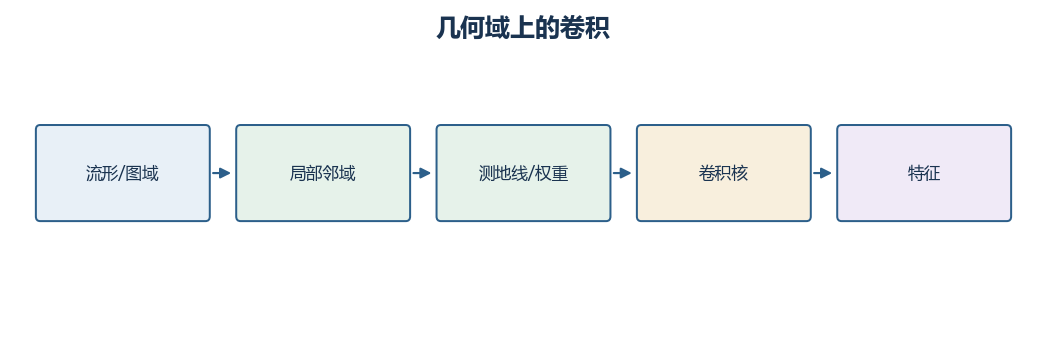 几何域上的卷积
流形/图域
局部邻域
测地线/权重
卷积核
特征